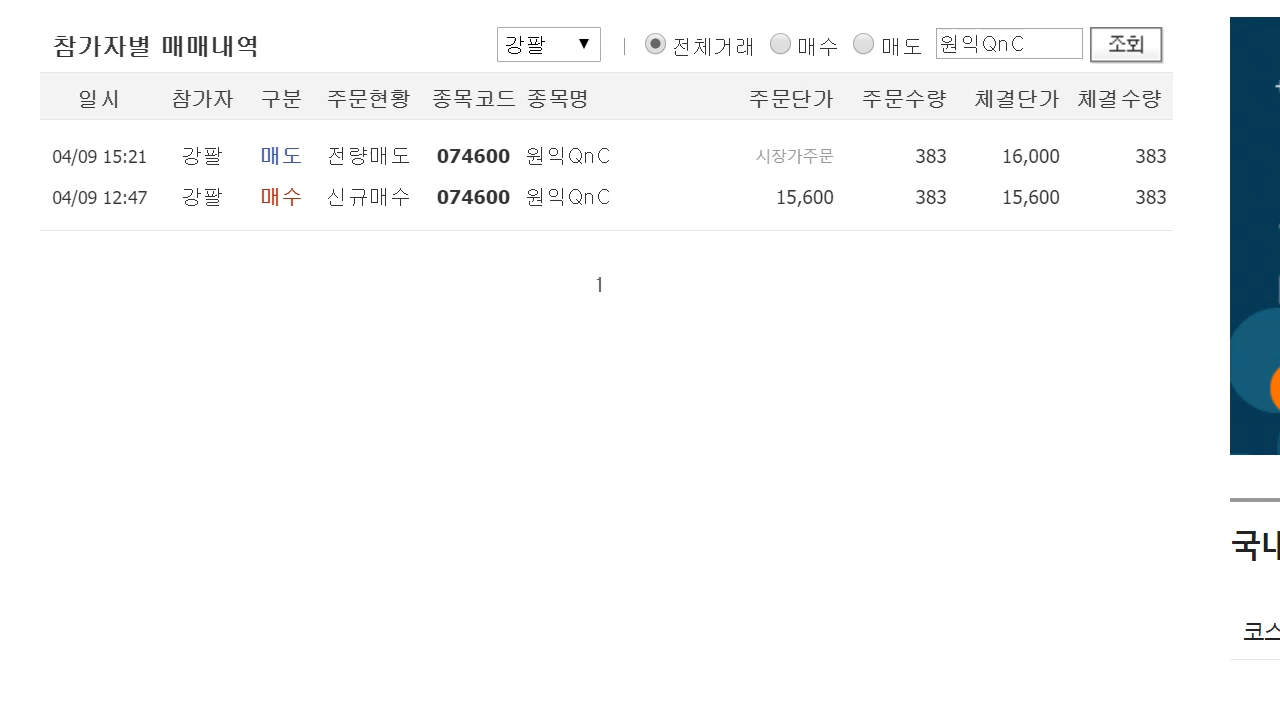 참가자별 매매내역 강팔 ▼ | 전체거래 매수 매도 원익QnC 조회
일시 참가자 구분 주문현황 종목코드 종목명 주문단가 주문수량 체결단가 체결수량
04/09 15:21 강팔 매도 전량매도 074600 원익QnC 시장가주문 383 16,000 383
04/09 12:47 강팔 매수 신규매수 074600 원익QnC 15,600 383 15,600 383
1
국내
코스